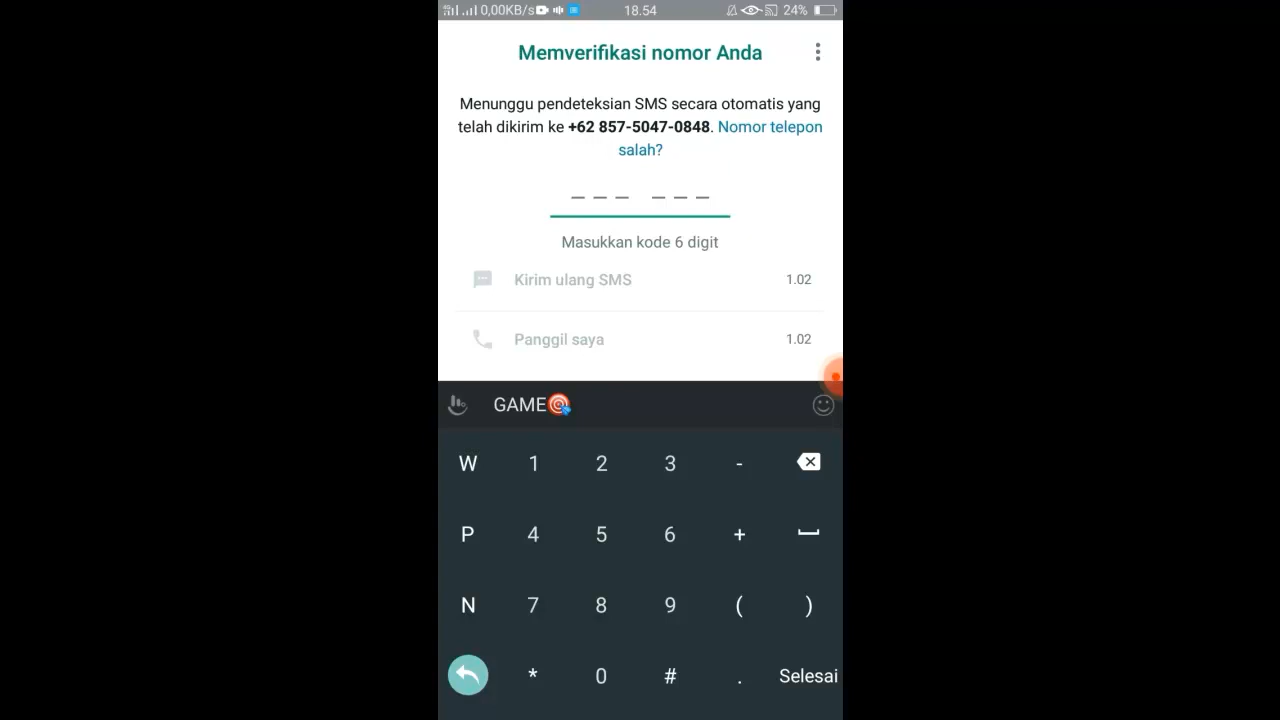 0,00KB/s 18.54 24%
Memverifikasi nomor Anda
Menunggu pendeteksian SMS secara otomatis yang
telah dikirim ke +62 857-5047-0848. Nomor telepon
salah?
Masukkan kode 6 digit
Kirim ulang SMS 1.02
Panggil saya 1.02
GAME🎯
W 1 2 3 -
P 4 5 6 +
N 7 8 9 ( )
* 0 # . Selesai